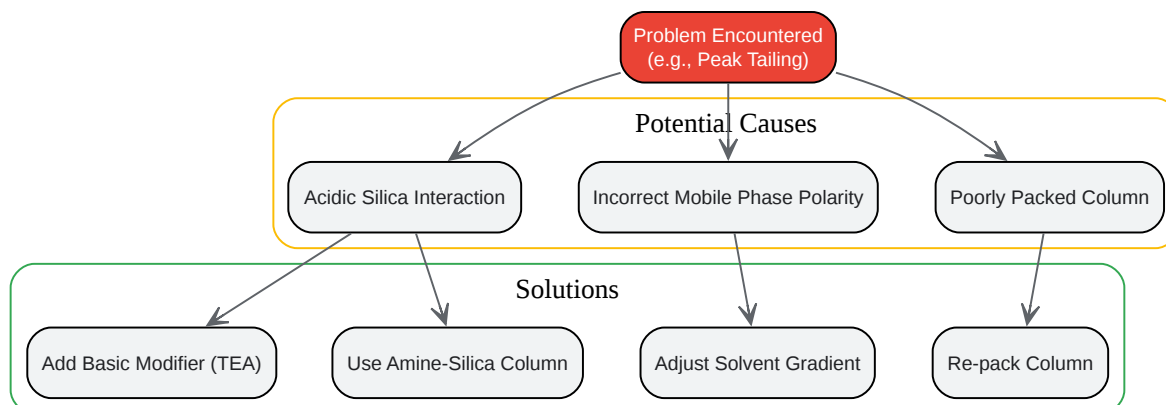 Problem Encountered
(e.g., Peak Tailing)
Potential Causes
Acidic Silica Interaction
Incorrect Mobile Phase Polarity
Poorly Packed Column
Solutions
Add Basic Modifier (TEA)
Use Amine-Silica Column
Adjust Solvent Gradient
Re-pack Column